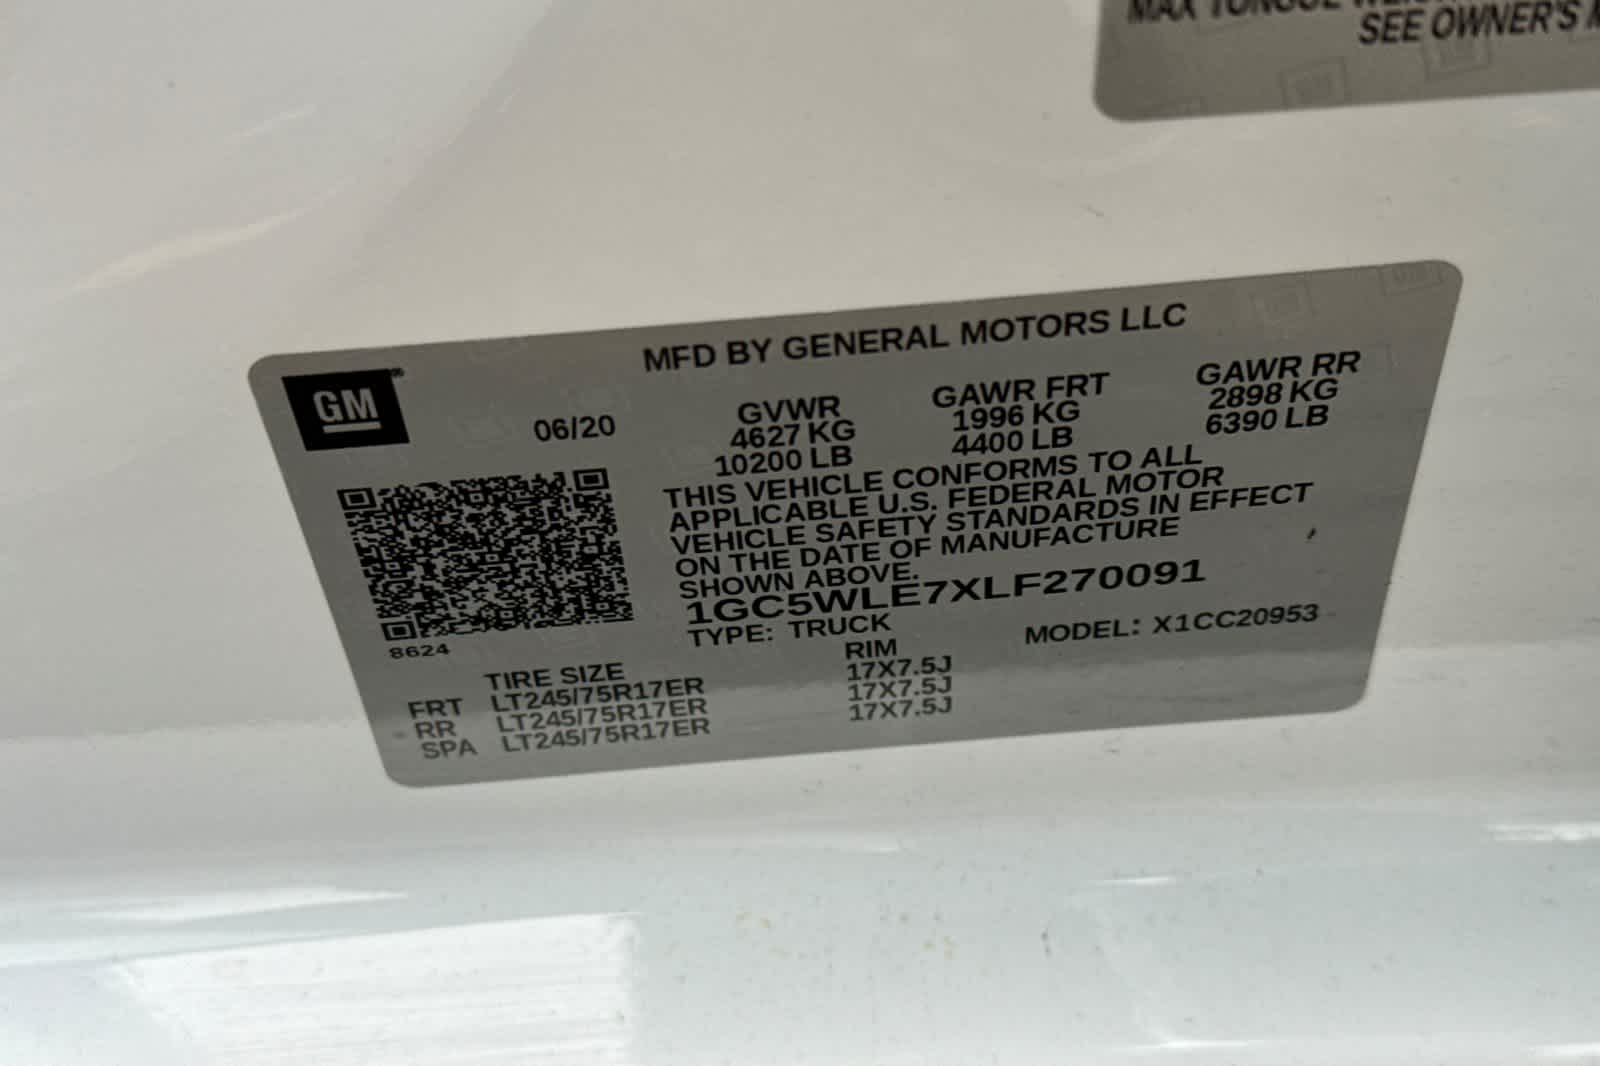 SEE OWNER'S
MFD BY GENERAL MOTORS LLC
GM
06/20
GVWR
4627 KG
10200 LB
GAWR FRT
1996 KG
4400 LB
GAWR RR
2898 KG
6390 LB
THIS VEHICLE CONFORMS TO ALL
APPLICABLE U.S. FEDERAL MOTOR
VEHICLE SAFETY STANDARDS IN EFFECT
ON THE DATE OF MANUFACTURE
SHOWN ABOVE.
1GC5WLE7XLF270091
TYPE: TRUCK
MODEL: X1CC20953
8624
TIRE SIZE RIM
FRT LT245/75R17ER 17X7.5J
RR LT245/75R17ER 17X7.5J
SPA LT245/75R17ER 17X7.5J